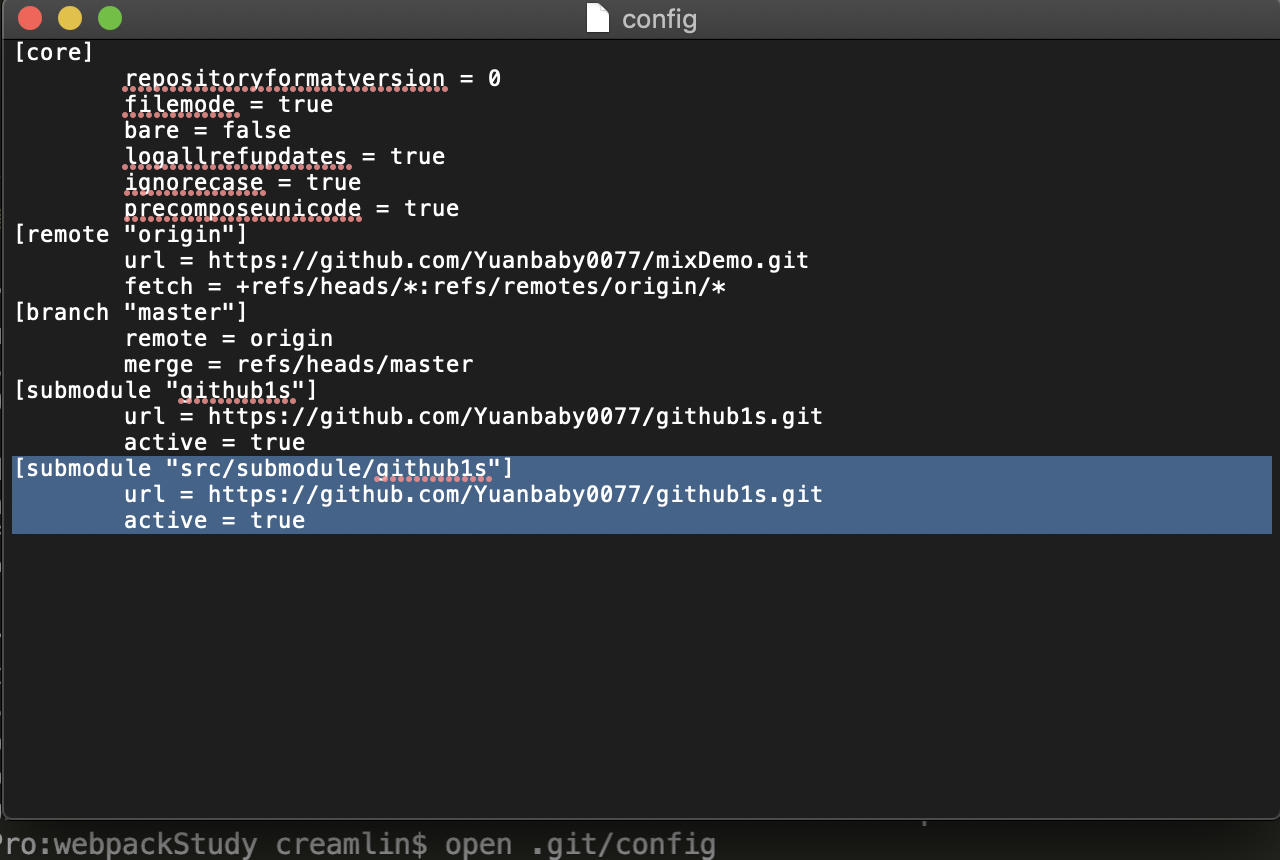 config
[core]
repositoryformatversion = 0
filemode = true
bare = false
logallrefupdates = true
ignorecase = true
precomposeunicode = true
[remote "origin"]
url = https://github.com/Yuanbaby0077/mixDemo.git
fetch = +refs/heads/*:refs/remotes/origin/*
[branch "master"]
remote = origin
merge = refs/heads/master
[submodule "github1s"]
url = https://github.com/Yuanbaby0077/github1s.git
active = true
[submodule "src/submodule/github1s"]
url = https://github.com/Yuanbaby0077/github1s.git
active = true
Pro:webpackStudy creamlin$ open .git/config